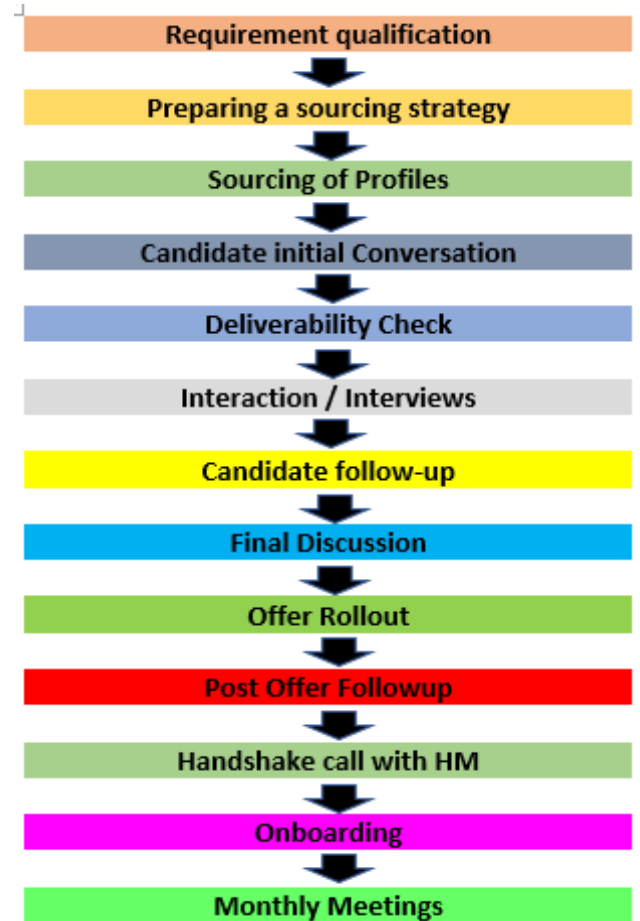 Requirement qualification
Preparing a sourcing strategy
Sourcing of Profiles
Candidate initial Conversation
Deliverability Check
Interaction / Interviews
Candidate follow-up
Final Discussion
Offer Rollout
Post Offer Followup
Handshake call with HM
Onboarding
Monthly Meetings